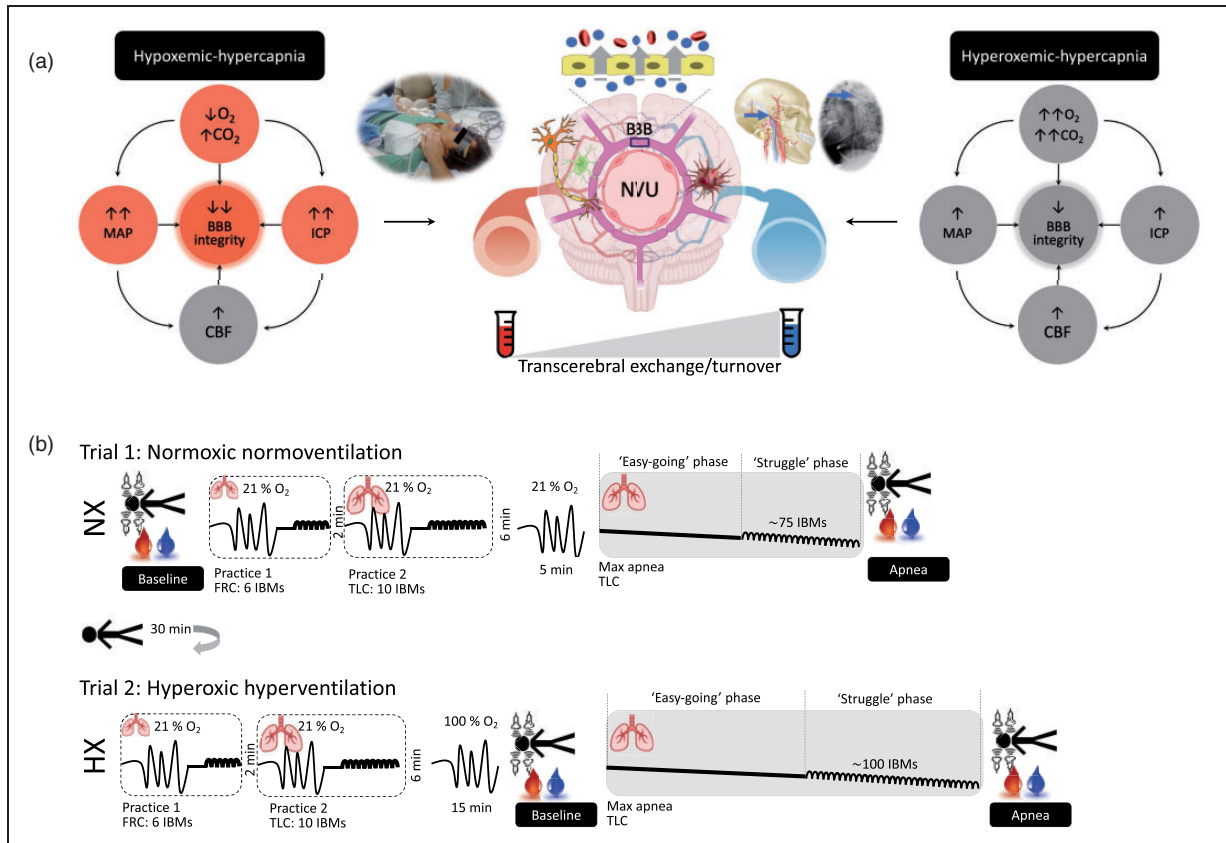 (a)
Hypoxemic-hypercapnia
↓O₂
↑CO₂
↑↑
MAP
↓↓
BBB
integrity
↑↑
ICP
↑
CBF
BBB
NVU
Transcerebral exchange/turnover
Hyperoxemic-hypercapnia
↑↑O₂
↑↑CO₂
↑
MAP
↓
BBB
integrity
↑
ICP
↑
CBF
(b)
Trial 1: Normoxic normoventilation
NX
Baseline
21 % O₂
Practice 1
FRC: 6 IBMs
2 min
21 % O₂
Practice 2
TLC: 10 IBMs
6 min
21 % O₂
5 min
'Easy-going' phase
'Struggle' phase
~75 IBMs
Max apnea
TLC
Apnea
30 min
Trial 2: Hyperoxic hyperventilation
HX
21 % O₂
Practice 1
FRC: 6 IBMs
2 min
21 % O₂
Practice 2
TLC: 10 IBMs
6 min
100 % O₂
15 min
Baseline
'Easy-going' phase
'Struggle' phase
~100 IBMs
Max apnea
TLC
Apnea